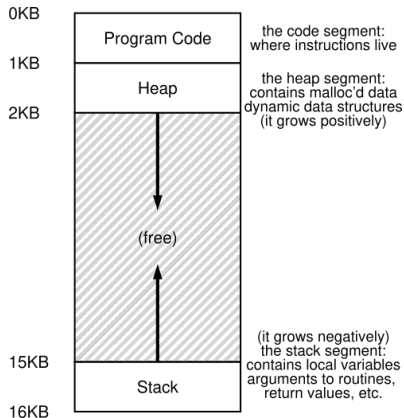 0KB
Program Code
the code segment:
where instructions live
1KB
Heap
the heap segment:
contains malloc'd data
dynamic data structures
(it grows positively)
2KB
(free)
(it grows negatively)
the stack segment:
contains local variables
arguments to routines,
return values, etc.
15KB
Stack
16KB